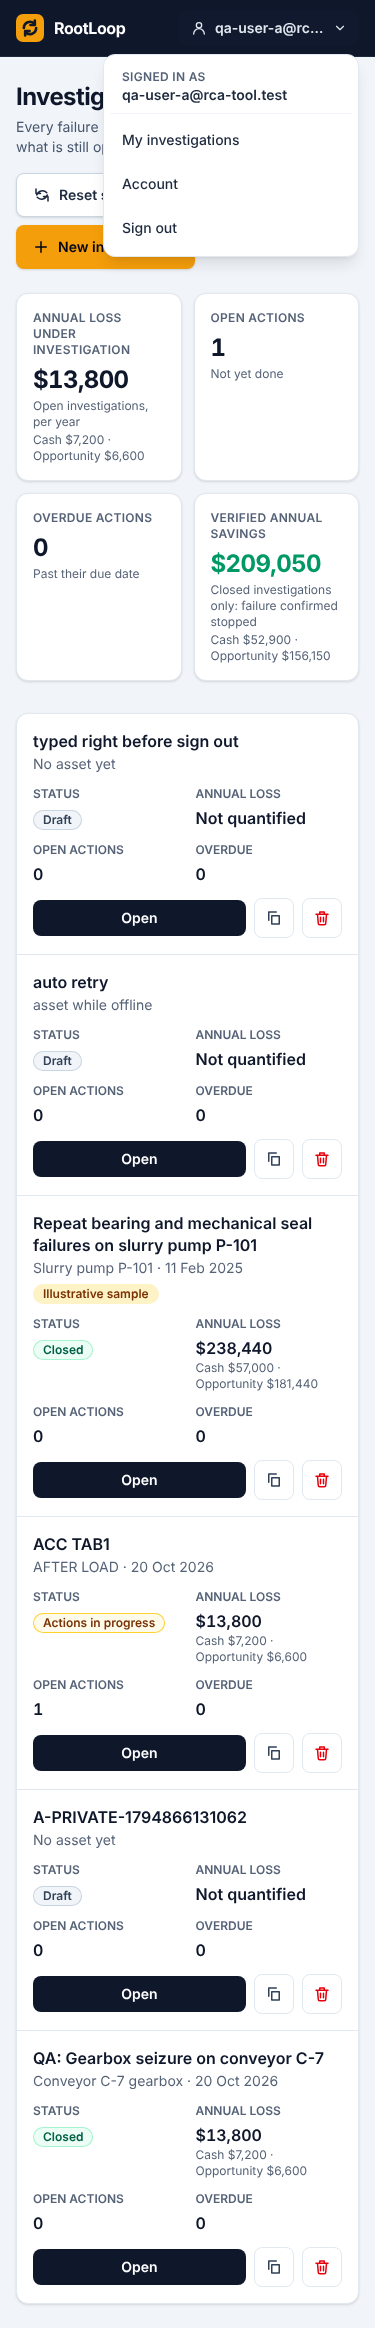 RootLoop
qa-user-a@rc...
SIGNED IN AS
qa-user-a@rca-tool.test
My investigations
Account
Sign out
Investig
Every failure
what is still op
Reset s
New in
ANNUAL LOSS
UNDER
INVESTIGATION
$13,800
Open investigations,
per year
Cash $7,200 ·
Opportunity $6,600
OPEN ACTIONS
1
Not yet done
OVERDUE ACTIONS
0
Past their due date
VERIFIED ANNUAL
SAVINGS
$209,050
Closed investigations
only: failure confirmed
stopped
Cash $52,900 ·
Opportunity $156,150
typed right before sign out
No asset yet
STATUS
Draft
ANNUAL LOSS
Not quantified
OPEN ACTIONS
0
OVERDUE
0
Open
auto retry
asset while offline
STATUS
Draft
ANNUAL LOSS
Not quantified
OPEN ACTIONS
0
OVERDUE
0
Open
Repeat bearing and mechanical seal
failures on slurry pump P-101
Slurry pump P-101 · 11 Feb 2025
Illustrative sample
STATUS
Closed
ANNUAL LOSS
$238,440
Cash $57,000 ·
Opportunity $181,440
OPEN ACTIONS
0
OVERDUE
0
Open
ACC TAB1
AFTER LOAD · 20 Oct 2026
STATUS
Actions in progress
ANNUAL LOSS
$13,800
Cash $7,200 ·
Opportunity $6,600
OPEN ACTIONS
1
OVERDUE
0
Open
A-PRIVATE-1794866131062
No asset yet
STATUS
Draft
ANNUAL LOSS
Not quantified
OPEN ACTIONS
0
OVERDUE
0
Open
QA: Gearbox seizure on conveyor C-7
Conveyor C-7 gearbox · 20 Oct 2026
STATUS
Closed
ANNUAL LOSS
$13,800
Cash $7,200 ·
Opportunity $6,600
OPEN ACTIONS
0
OVERDUE
0
Open